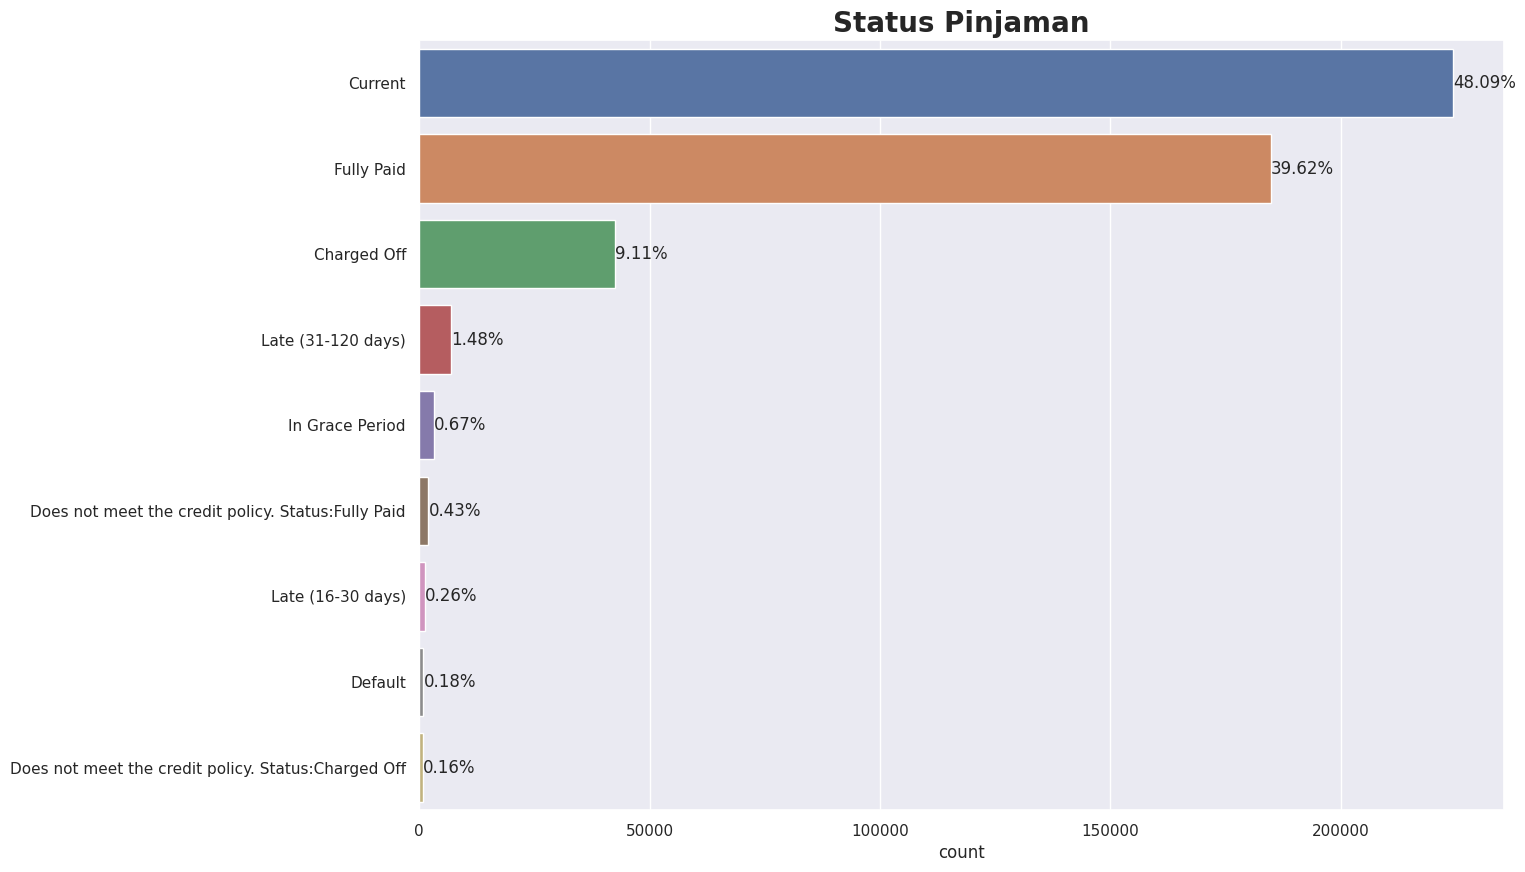 Status Pinjaman
Current 48.09%
Fully Paid 39.62%
Charged Off 9.11%
Late (31-120 days) 1.48%
In Grace Period 0.67%
Does not meet the credit policy. Status:Fully Paid 0.43%
Late (16-30 days) 0.26%
Default 0.18%
Does not meet the credit policy. Status:Charged Off 0.16%
0 50000 100000 150000 200000
count